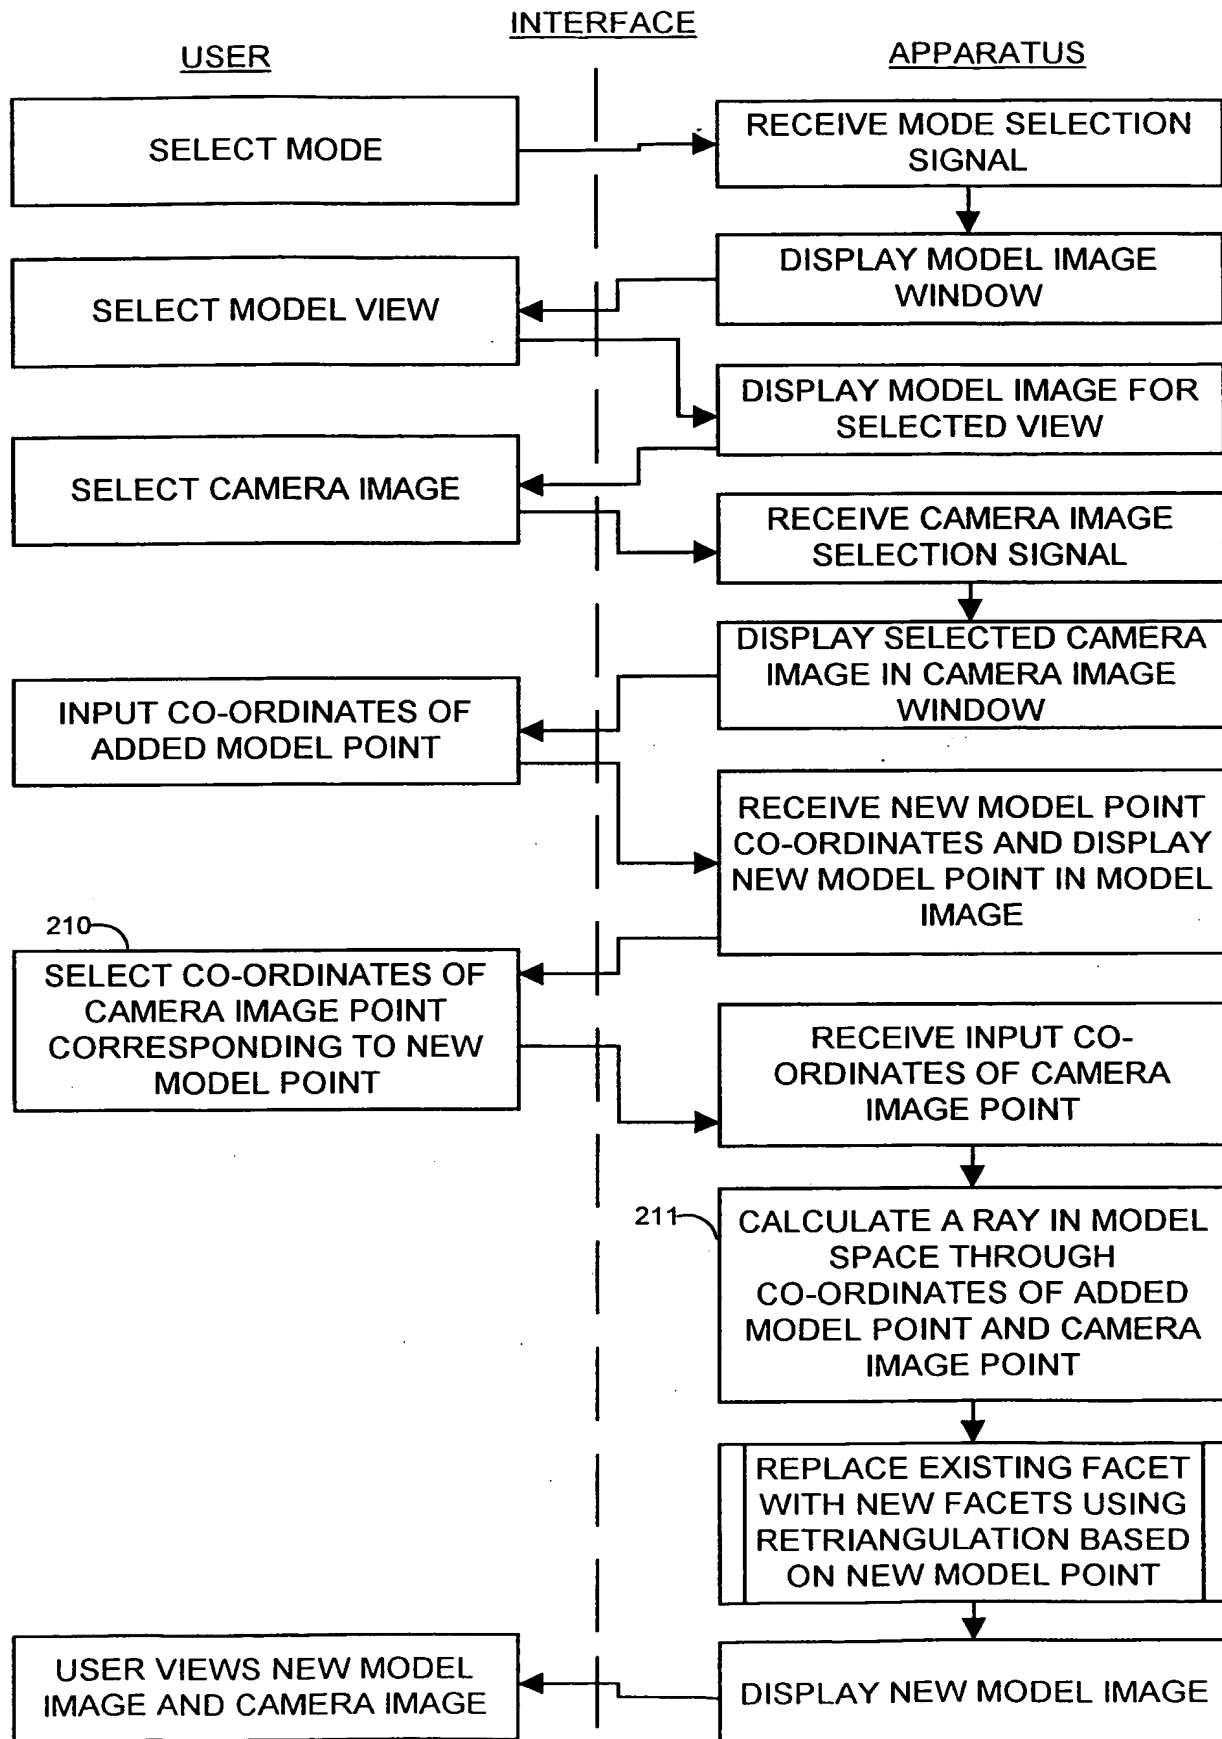 INTERFACE
USER
APPARATUS
SELECT MODE
RECEIVE MODE SELECTION
SIGNAL
DISPLAY MODEL IMAGE
WINDOW
SELECT MODEL VIEW
DISPLAY MODEL IMAGE FOR
SELECTED VIEW
SELECT CAMERA IMAGE
RECEIVE CAMERA IMAGE
SELECTION SIGNAL
DISPLAY SELECTED CAMERA
IMAGE IN CAMERA IMAGE
WINDOW
INPUT CO-ORDINATES OF
ADDED MODEL POINT
RECEIVE NEW MODEL POINT
CO-ORDINATES AND DISPLAY
NEW MODEL POINT IN MODEL
IMAGE
210
SELECT CO-ORDINATES OF
CAMERA IMAGE POINT
CORRESPONDING TO NEW
MODEL POINT
RECEIVE INPUT CO-
ORDINATES OF CAMERA
IMAGE POINT
211
CALCULATE A RAY IN MODEL
SPACE THROUGH
CO-ORDINATES OF ADDED
MODEL POINT AND CAMERA
IMAGE POINT
REPLACE EXISTING FACET
WITH NEW FACETS USING
RETRIANGULATION BASED
ON NEW MODEL POINT
USER VIEWS NEW MODEL
IMAGE AND CAMERA IMAGE
DISPLAY NEW MODEL IMAGE